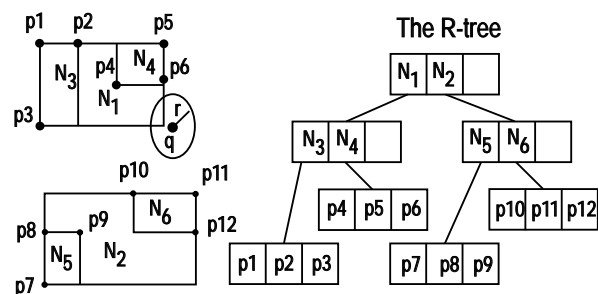 p1 p2 p5 The R-tree
N3 p4 N4 p6
N1
p3 r
q
N1 N2
N3 N4 N5 N6
p10 p11
N6
p8 p9 p12
N5 N2
p7
p4 p5 p6 p10 p11 p12
p1 p2 p3 p7 p8 p9